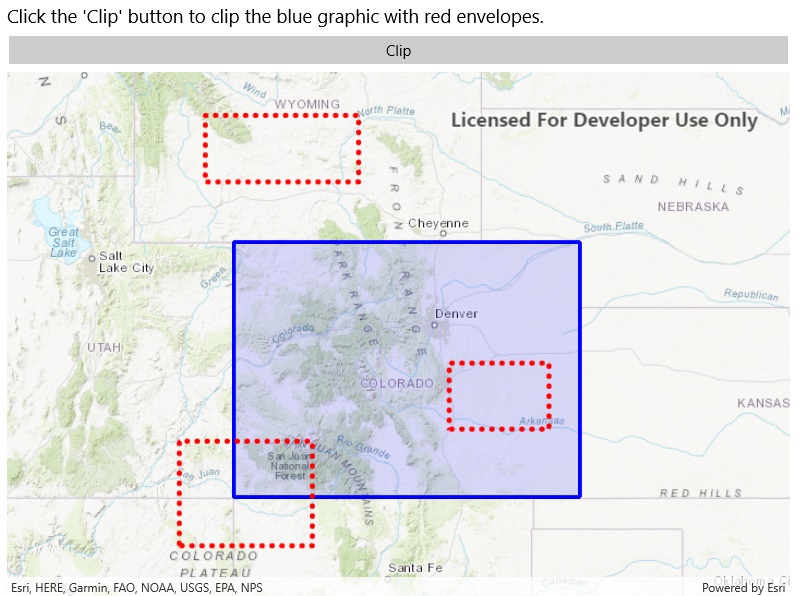 Click the 'Clip' button to clip the blue graphic with red envelopes.
Clip
N
S
Wind
WYOMING
North Platte
Licensed For Developer Use Only
Bear
FRONT RANGE
SAND HILLS
NEBRASKA
Cheyenne
South Platte
Great
Salt
Lake
Salt
Lake City
Green
PARK RANGE
Republican
Denver
Colorado
UTAH
COLORADO
KANSAS
Arkansas
San Juan
National
Forest
SAN JUAN MOUNTAINS
Rio Grande
San Juan
RED HILLS
COLORADO
PLATEAU
Santa Fe
Canadian
Oklahoma Ci
Esri, HERE, Garmin, FAO, NOAA, USGS, EPA, NPS
Powered by Esri